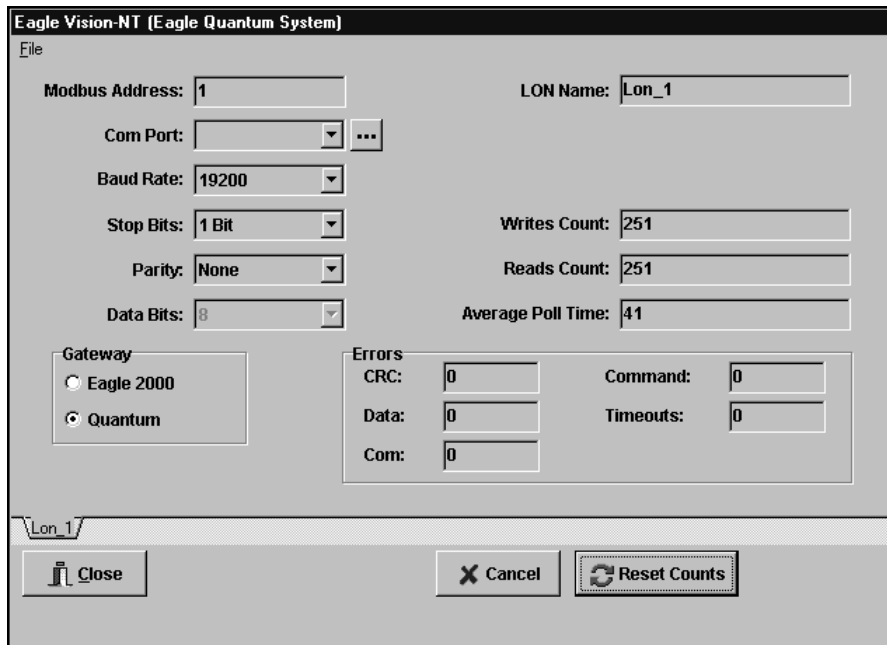 Eagle Vision-NT (Eagle Quantum System)
File
Modbus Address: 1 LON Name: Lon_1
Com Port: ...
Baud Rate: 19200
Stop Bits: 1 Bit Writes Count: 251
Parity: None Reads Count: 251
Data Bits: 8 Average Poll Time: 41
Gateway Errors
CRC: 0 Command: 0
Eagle 2000
Data: 0 Timeouts: 0
Quantum
Com: 0
Lon_1
Close Cancel Reset Counts